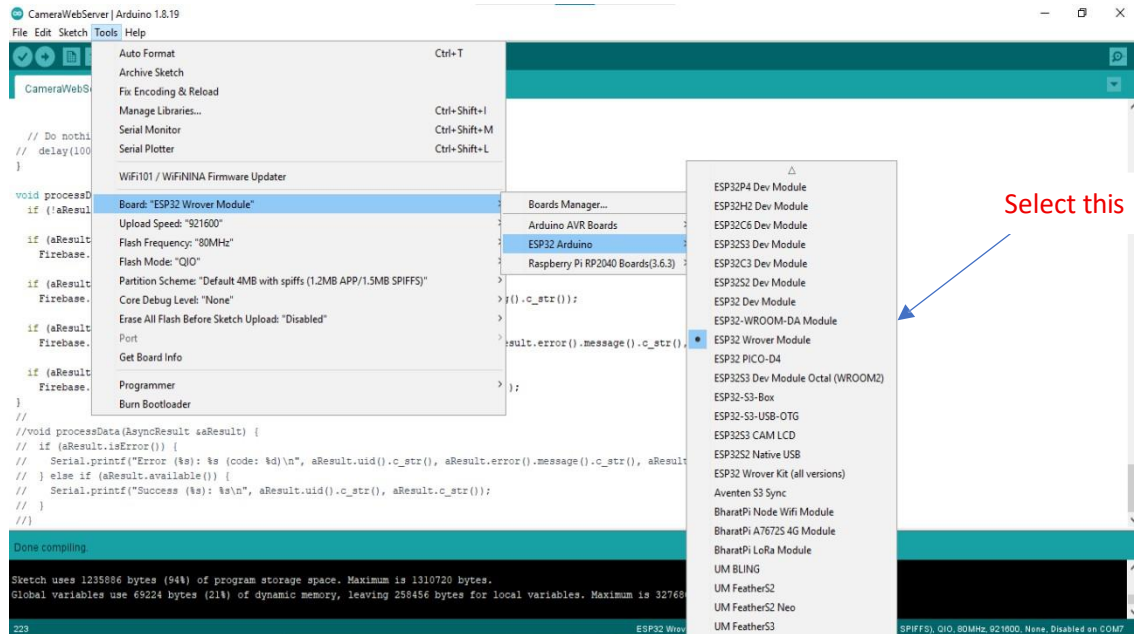 CameraWebServer | Arduino 1.8.19
File Edit Sketch Tools Help
CameraWebS
Auto Format Ctrl+T
Archive Sketch
Fix Encoding & Reload
Manage Libraries... Ctrl+Shift+I
Serial Monitor Ctrl+Shift+M
Serial Plotter Ctrl+Shift+L
WiFi101 / WiFiNINA Firmware Updater
Board: "ESP32 Wrover Module"
Upload Speed: "921600"
Flash Frequency: "80MHz"
Flash Mode: "QIO"
Partition Scheme: "Default 4MB with spiffs (1.2MB APP/1.5MB SPIFFS)"
Core Debug Level: "None"
Erase All Flash Before Sketch Upload: "Disabled"
Port
Get Board Info
Programmer
Burn Bootloader
Boards Manager...
Arduino AVR Boards
ESP32 Arduino
Raspberry Pi RP2040 Boards(3.6.3)
ESP32P4 Dev Module
ESP32H2 Dev Module
ESP32C6 Dev Module
ESP32S3 Dev Module
ESP32C3 Dev Module
ESP32S2 Dev Module
ESP32 Dev Module
ESP32-WROOM-DA Module
ESP32 Wrover Module
ESP32 PICO-D4
ESP32S3 Dev Module Octal (WROOM2)
ESP32-S3-Box
ESP32-S3-USB-OTG
ESP32S3 CAM LCD
ESP32S2 Native USB
ESP32 Wrover Kit (all versions)
Aventen S3 Sync
BharatPi Node Wifi Module
BharatPi A7672S 4G Module
BharatPi LoRa Module
UM BLING
UM FeatherS2
UM FeatherS2 Neo
UM FeatherS3
Select this
// Do nothi
// delay(100
}
void processD
if (!aResul
if (aResult
Firebase.
if (aResult
Firebase. ().c_str());
if (aResult
Firebase. esult.error().message().c_str(),
if (aResult
Firebase. );
}
//
//void processData(AsyncResult &aResult) {
// if (aResult.isError()) {
// Serial.printf("Error (%s): %s (code: %d)\n", aResult.uid().c_str(), aResult.error().message().c_str(), aResult
// } else if (aResult.available()) {
// Serial.printf("Success (%s): %s\n", aResult.uid().c_str(), aResult.c_str());
// }
//}
Done compiling.
Sketch uses 1235886 bytes (94%) of program storage space. Maximum is 1310720 bytes.
Global variables use 69224 bytes (21%) of dynamic memory, leaving 258456 bytes for local variables. Maximum is 32768
223 ESP32 Wrov SPIFFS), QIO, 80MHz, 921600, None, Disabled on COM7